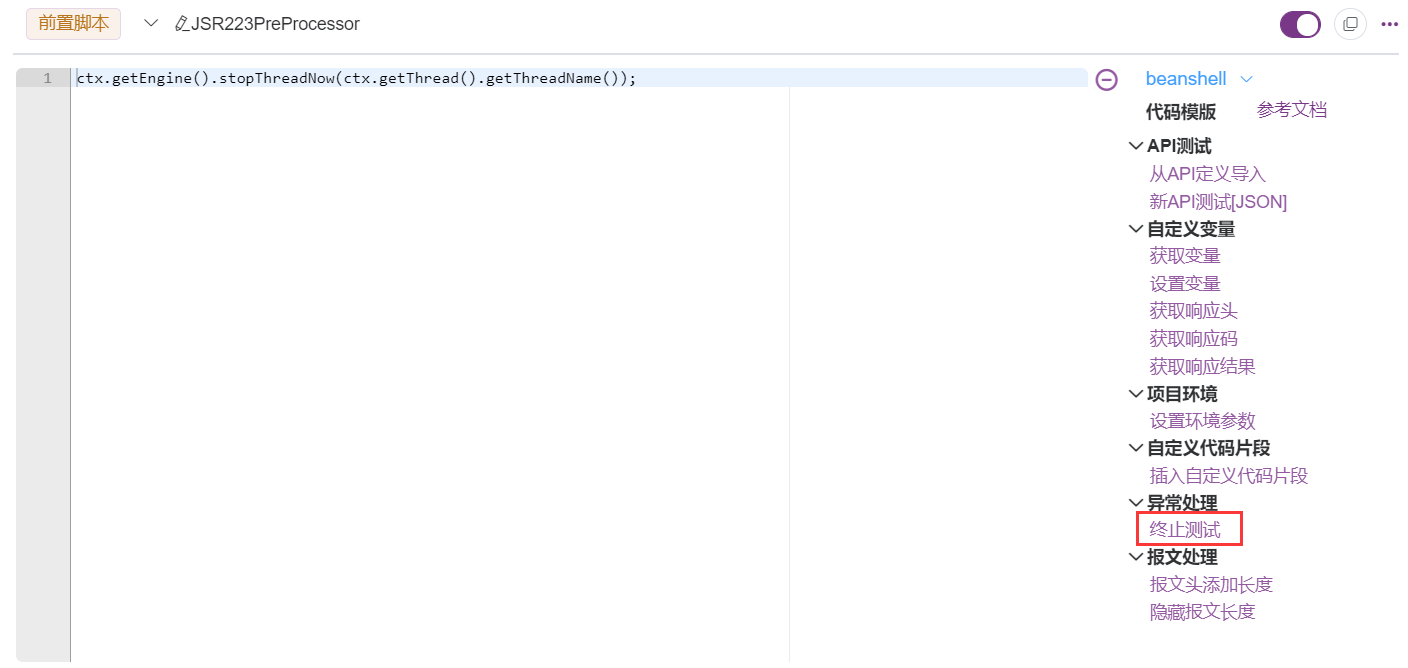 前置脚本 JSR223PreProcessor
1 ctx.getEngine().stopThreadNow(ctx.getThread().getThreadName());
beanshell
代码模版 参考文档
API测试
从API定义导入
新API测试[JSON]
自定义变量
获取变量
设置变量
获取响应头
获取响应码
获取响应结果
项目环境
设置环境参数
自定义代码片段
插入自定义代码片段
异常处理
终止测试
报文处理
报文头添加长度
隐藏报文长度